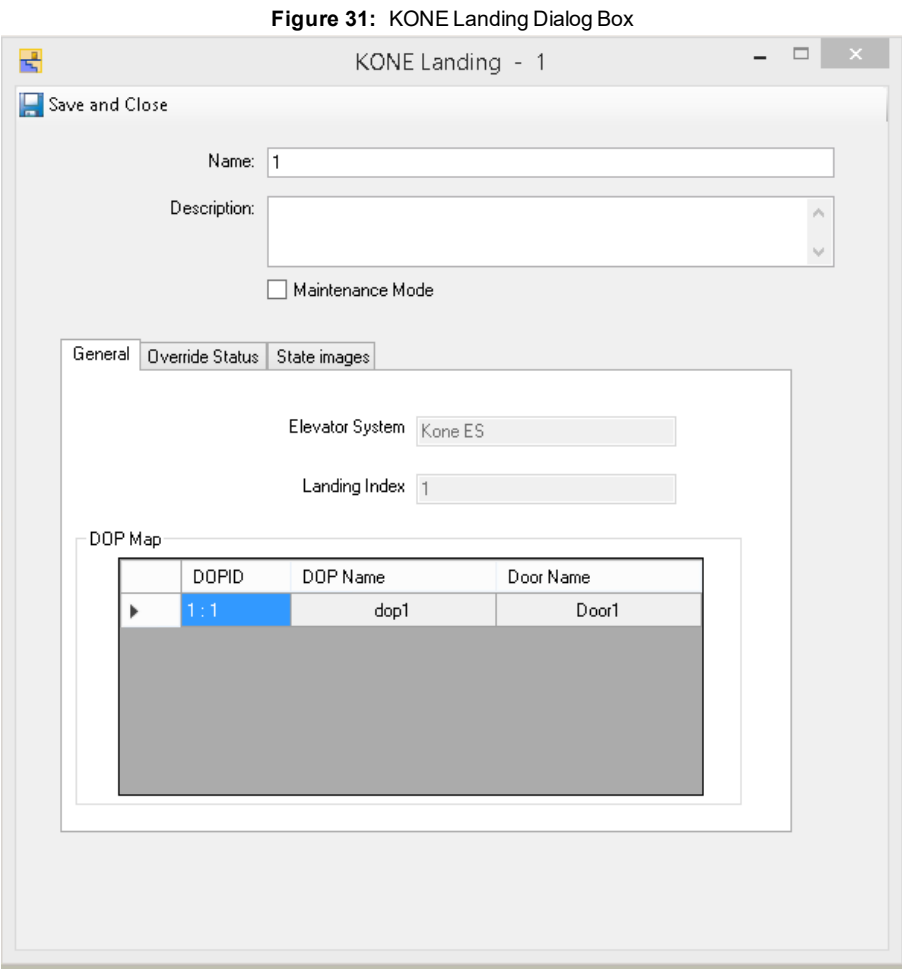 Figure 31: KONE Landing Dialog Box
KONE Landing - 1
Save and Close
Name: 1
Description:
Maintenance Mode
General Override Status State images
Elevator System Kone ES
Landing Index 1
DOP Map
DOPID DOP Name Door Name
1 : 1 dop1 Door1